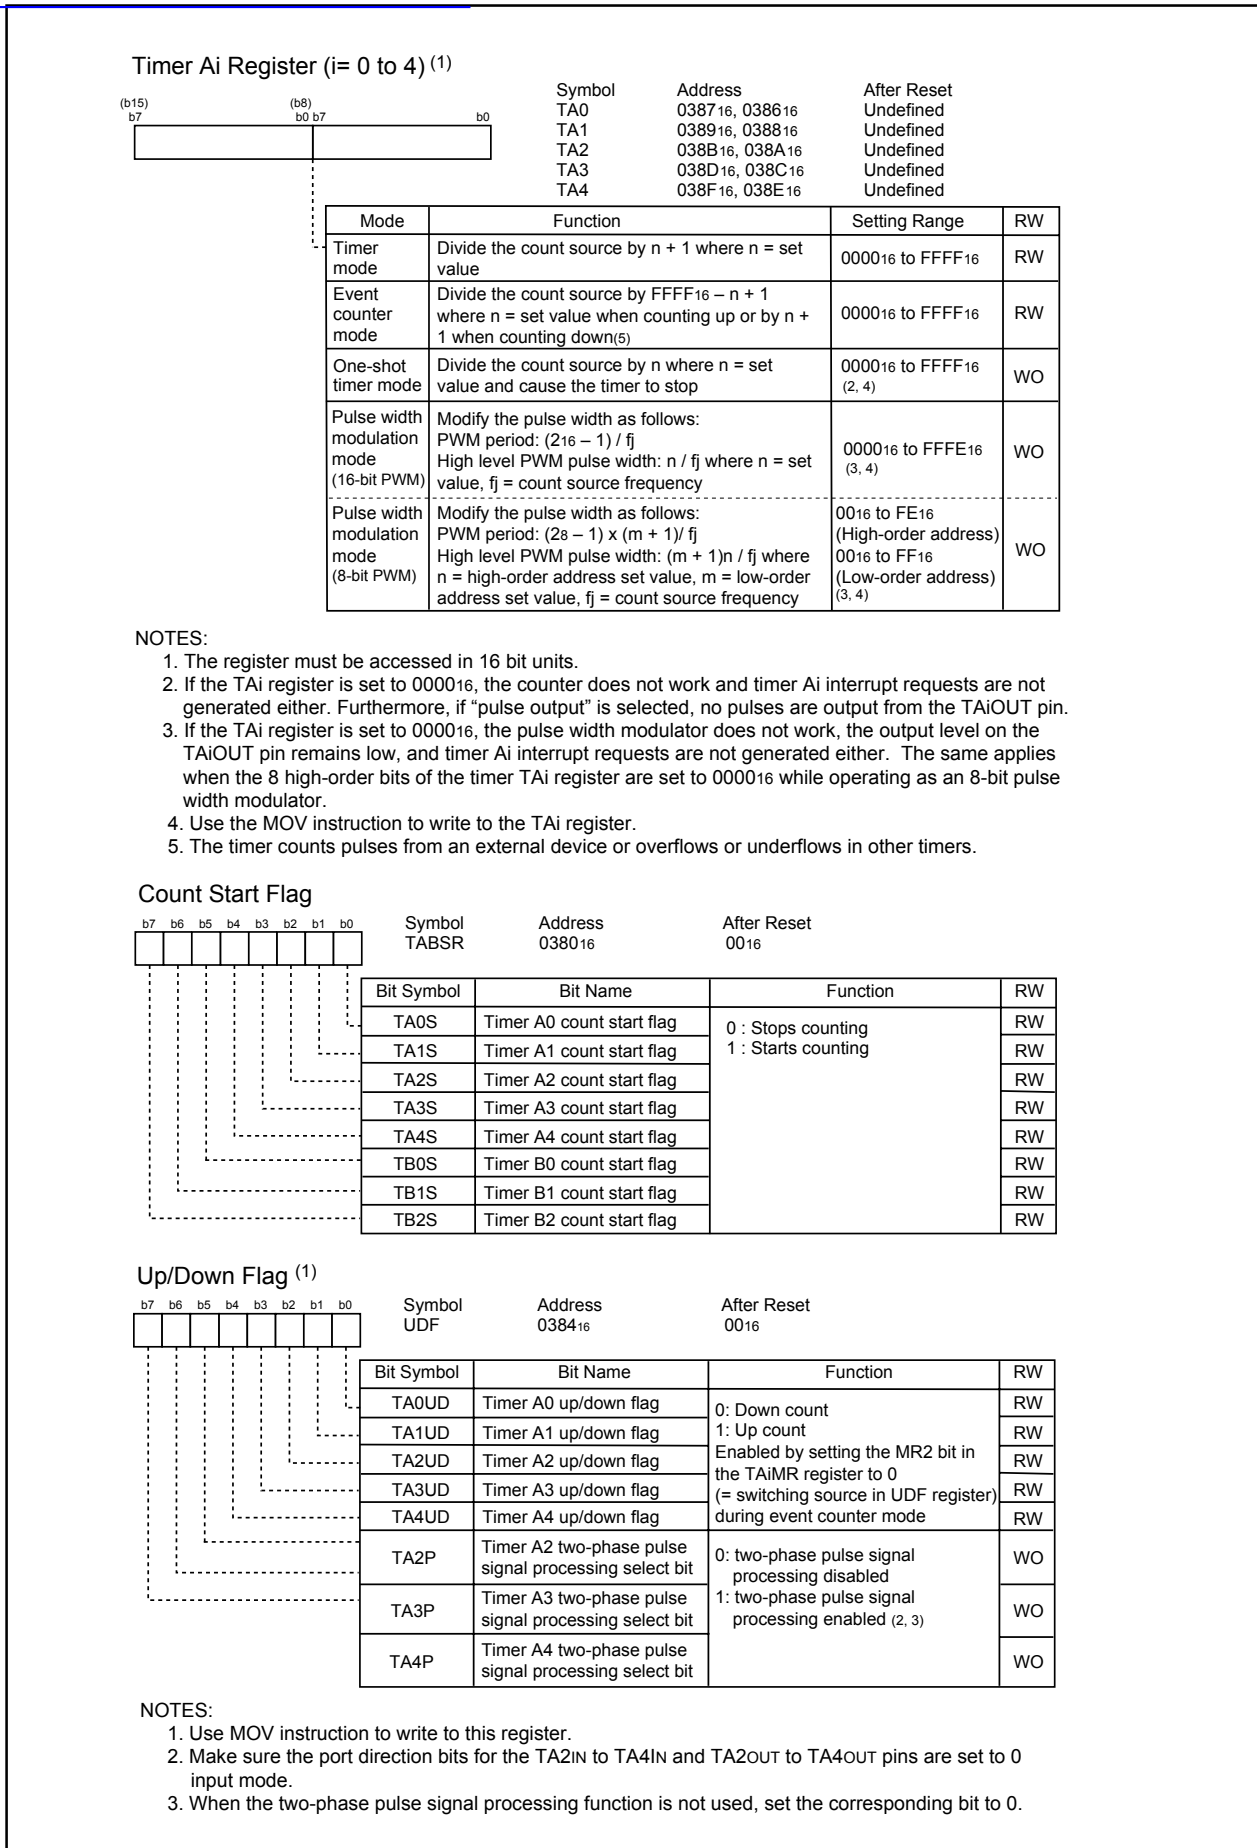 Timer Ai Register (i= 0 to 4) (1)
(b15) (b8)
b7 b0 b7 b0
Symbol Address After Reset
TA0 038716, 038616 Undefined
TA1 038916, 038816 Undefined
TA2 038B16, 038A16 Undefined
TA3 038D16, 038C16 Undefined
TA4 038F16, 038E16 Undefined
Mode Function Setting Range RW
Timer mode
Divide the count source by n + 1 where n = set
value
000016 to FFFF16 RW
Event
counter
mode
Divide the count source by FFFF16 – n + 1
where n = set value when counting up or by n +
1 when counting down(5)
000016 to FFFF16 RW
One-shot
timer mode
Divide the count source by n where n = set
value and cause the timer to stop
000016 to FFFF16
(2, 4)
WO
Pulse width
modulation
mode
(16-bit PWM)
Modify the pulse width as follows:
PWM period: (216 – 1) / fj
High level PWM pulse width: n / fj where n = set
value, fj = count source frequency
000016 to FFFE16
(3, 4)
WO
Pulse width
modulation
mode
(8-bit PWM)
Modify the pulse width as follows:
PWM period: (28 – 1) x (m + 1)/ fj
High level PWM pulse width: (m + 1)n / fj where
n = high-order address set value, m = low-order
address set value, fj = count source frequency
0016 to FE16
(High-order address)
0016 to FF16
(Low-order address)
(3, 4)
WO
NOTES:
1. The register must be accessed in 16 bit units.
2. If the TAi register is set to 000016, the counter does not work and timer Ai interrupt requests are not
generated either. Furthermore, if “pulse output” is selected, no pulses are output from the TAiOUT pin.
3. If the TAi register is set to 000016, the pulse width modulator does not work, the output level on the
TAiOUT pin remains low, and timer Ai interrupt requests are not generated either. The same applies
when the 8 high-order bits of the timer TAi register are set to 000016 while operating as an 8-bit pulse
width modulator.
4. Use the MOV instruction to write to the TAi register.
5. The timer counts pulses from an external device or overflows or underflows in other timers.
Count Start Flag
b7 b6 b5 b4 b3 b2 b1 b0
Symbol Address After Reset
TABSR 038016 0016
Bit Symbol Bit Name Function RW
TA0S Timer A0 count start flag RW
0 : Stops counting
1 : Starts counting
TA1S Timer A1 count start flag RW
TA2S Timer A2 count start flag RW
TA3S Timer A3 count start flag RW
TA4S Timer A4 count start flag RW
TB0S Timer B0 count start flag RW
TB1S Timer B1 count start flag RW
TB2S Timer B2 count start flag RW
Up/Down Flag (1)
b7 b6 b5 b4 b3 b2 b1 b0
Symbol Address After Reset
UDF 038416 0016
Bit Symbol Bit Name Function RW
TA0UD Timer A0 up/down flag RW
TA1UD Timer A1 up/down flag RW
TA2UD Timer A2 up/down flag RW
TA3UD Timer A3 up/down flag RW
TA4UD Timer A4 up/down flag RW
0: Down count
1: Up count
Enabled by setting the MR2 bit in
the TAiMR register to 0
(= switching source in UDF register)
during event counter mode
TA2P
Timer A2 two-phase pulse
signal processing select bit
WO
TA3P
Timer A3 two-phase pulse
signal processing select bit
WO
TA4P
Timer A4 two-phase pulse
signal processing select bit
WO
0: two-phase pulse signal
processing disabled
1: two-phase pulse signal
processing enabled (2, 3)
NOTES:
1. Use MOV instruction to write to this register.
2. Make sure the port direction bits for the TA2IN to TA4IN and TA2OUT to TA4OUT pins are set to 0
input mode.
3. When the two-phase pulse signal processing function is not used, set the corresponding bit to 0.